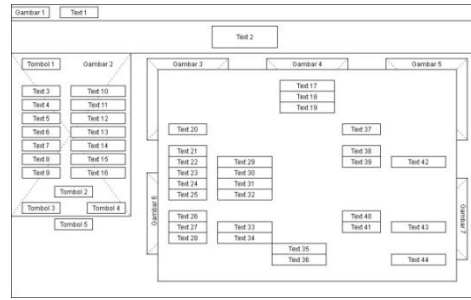 Gambar 1 Text 1
Text 2
Tombol 1 Gambar 2
Text 3 Text 10
Text 4 Text 11
Text 5 Text 12
Text 6 Text 13
Text 7 Text 14
Text 8 Text 15
Text 9 Text 16
Tombol 2
Tombol 3 Tombol 4
Tombol 5
Gambar 3 Gambar 4 Gambar 5
Text 17
Text 18
Text 19
Text 20 Text 37
Text 21 Text 38
Text 22 Text 29 Text 39 Text 42
Text 23 Text 30
Text 24 Text 31
Text 25 Text 32
Gambar 6
Text 26 Text 40
Text 27 Text 33 Text 41 Text 43
Text 28 Text 34
Text 35
Text 36 Text 44
Gambar 7